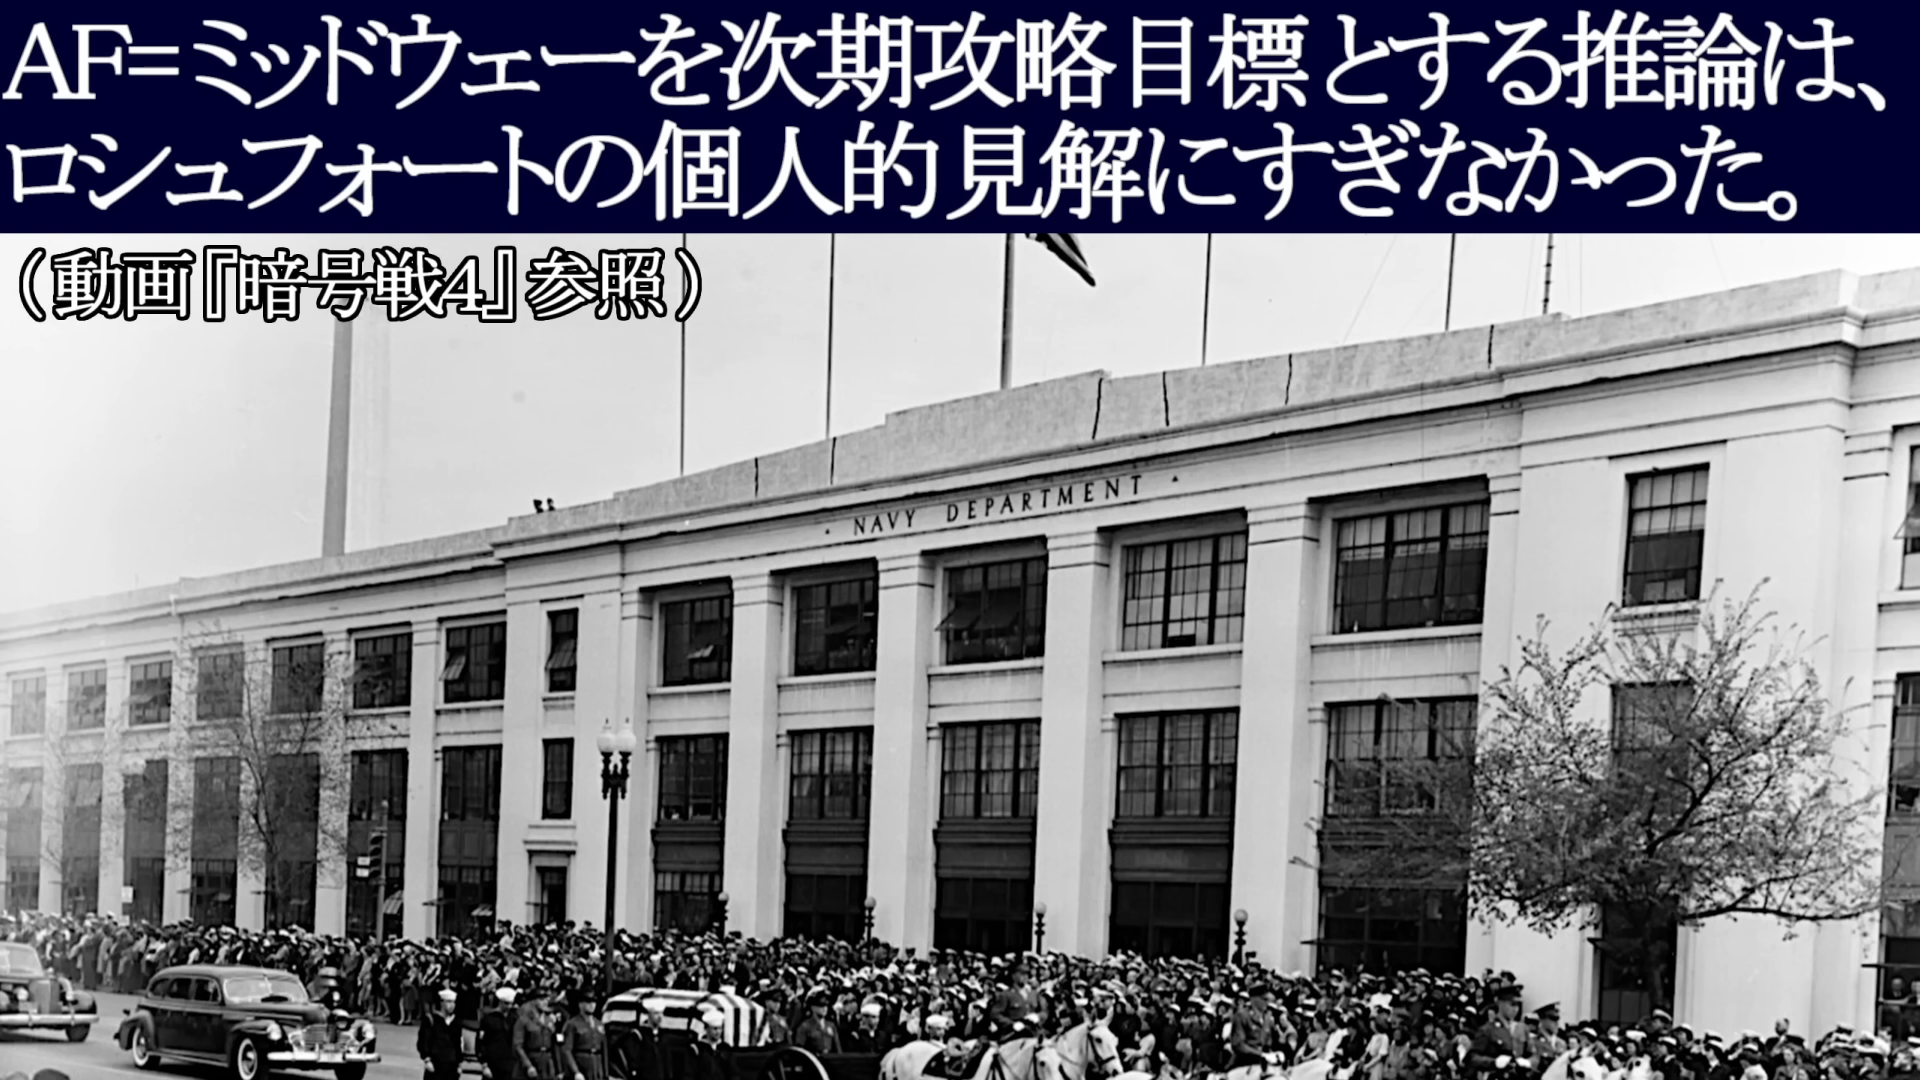 AF=ミッドウェーを次期攻略目標とする推論は、
ロシュフォートの個人的見解にすぎなかった。
（動画『暗号戦4』参照）
· NAVY DEPARTMENT ·